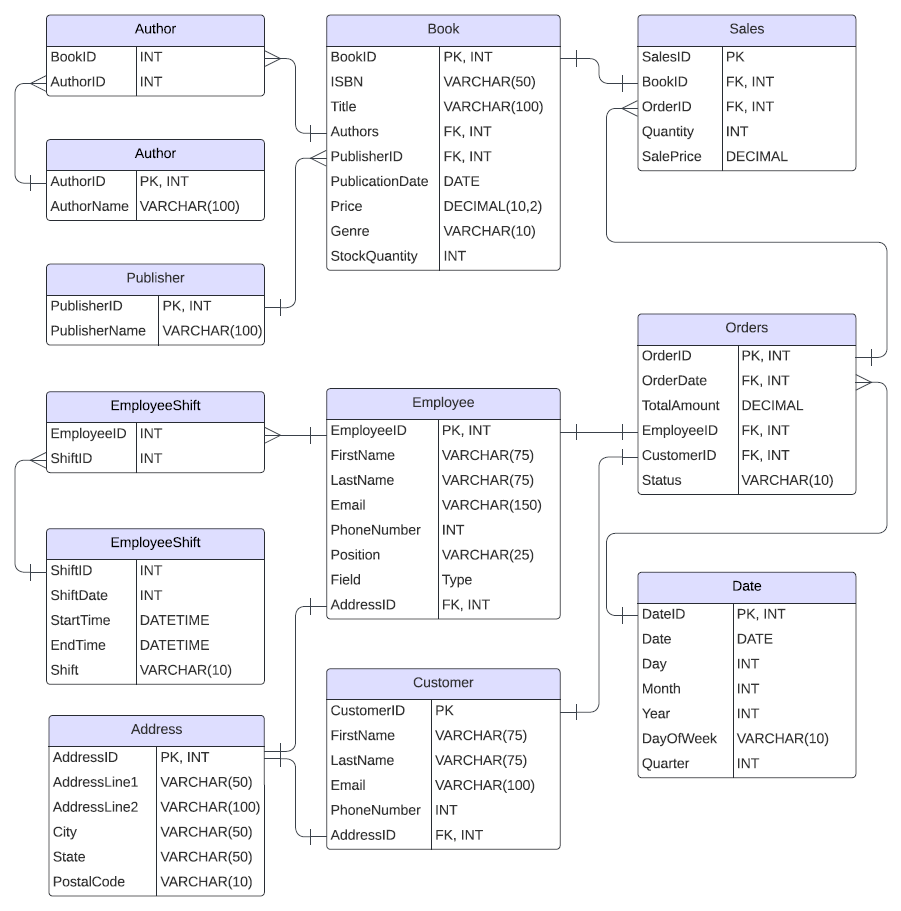 Author
BookID INT
AuthorID INT
Author
AuthorID PK, INT
AuthorName VARCHAR(100)
Publisher
PublisherID PK, INT
PublisherName VARCHAR(100)
EmployeeShift
EmployeeID INT
ShiftID INT
EmployeeShift
ShiftID INT
ShiftDate INT
StartTime DATETIME
EndTime DATETIME
Shift VARCHAR(10)
Address
AddressID PK, INT
AddressLine1 VARCHAR(50)
AddressLine2 VARCHAR(100)
City VARCHAR(50)
State VARCHAR(50)
PostalCode VARCHAR(10)
Book
BookID PK, INT
ISBN VARCHAR(50)
Title VARCHAR(100)
Authors FK, INT
PublisherID FK, INT
PublicationDate DATE
Price DECIMAL(10,2)
Genre VARCHAR(10)
StockQuantity INT
Employee
EmployeeID PK, INT
FirstName VARCHAR(75)
LastName VARCHAR(75)
Email VARCHAR(150)
PhoneNumber INT
Position VARCHAR(25)
Field Type
AddressID FK, INT
Customer
CustomerID PK
FirstName VARCHAR(75)
LastName VARCHAR(75)
Email VARCHAR(100)
PhoneNumber INT
AddressID FK, INT
Sales
SalesID PK
BookID FK, INT
OrderID FK, INT
Quantity INT
SalePrice DECIMAL
Orders
OrderID PK, INT
OrderDate FK, INT
TotalAmount DECIMAL
EmployeeID FK, INT
CustomerID FK, INT
Status VARCHAR(10)
Date
DateID PK, INT
Date DATE
Day INT
Month INT
Year INT
DayOfWeek VARCHAR(10)
Quarter INT